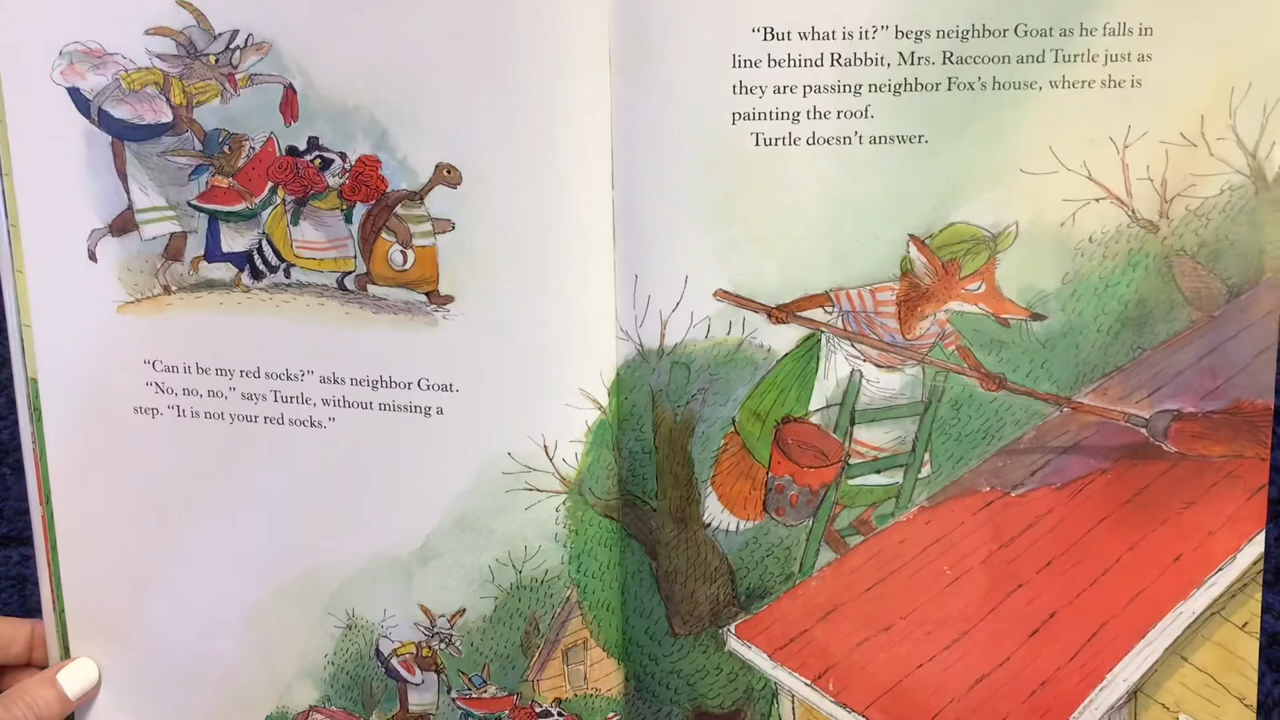 “Can it be my red socks?” asks neighbor Goat.
“No, no, no,” says Turtle, without missing a
step. “It is not your red socks.”
“But what is it?” begs neighbor Goat as he falls in
line behind Rabbit, Mrs. Raccoon and Turtle just as
they are passing neighbor Fox’s house, where she is
painting the roof.
Turtle doesn’t answer.